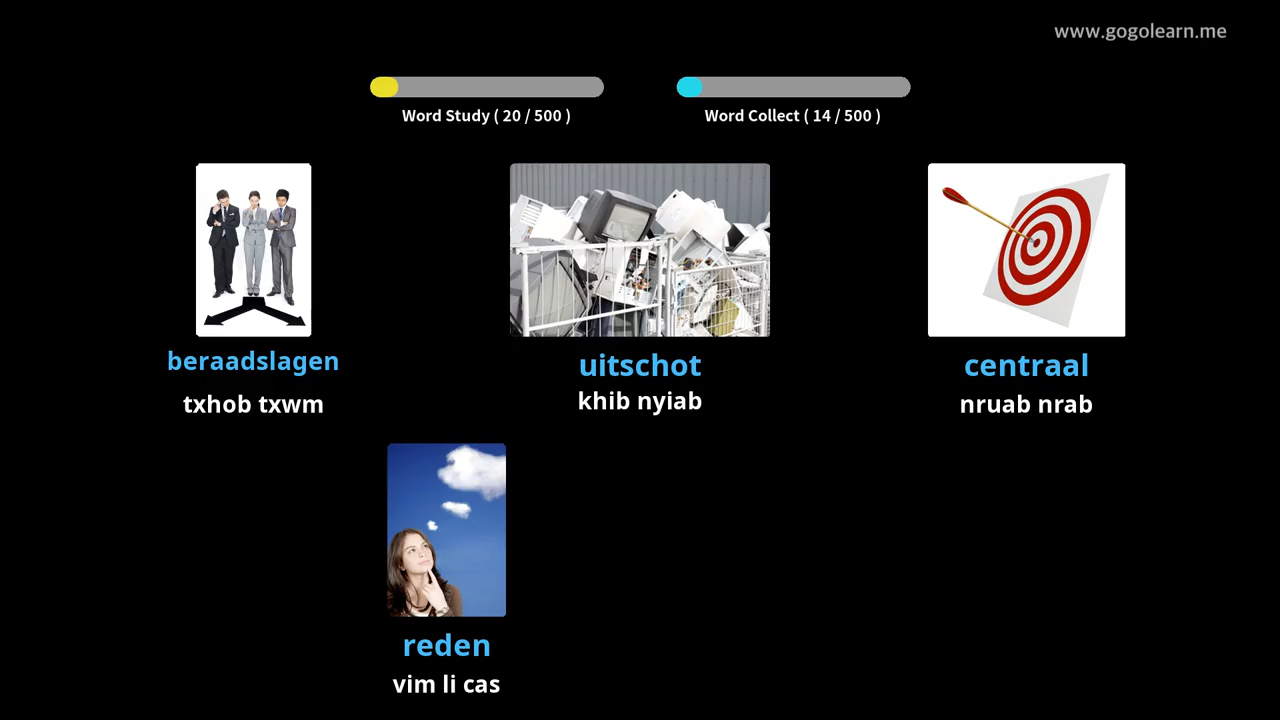 www.gogolearn.me
Word Study ( 20 / 500 )
Word Collect ( 14 / 500 )
beraadslagen
txhob txwm
uitschot
khib nyiab
centraal
nruab nrab
reden
vim li cas